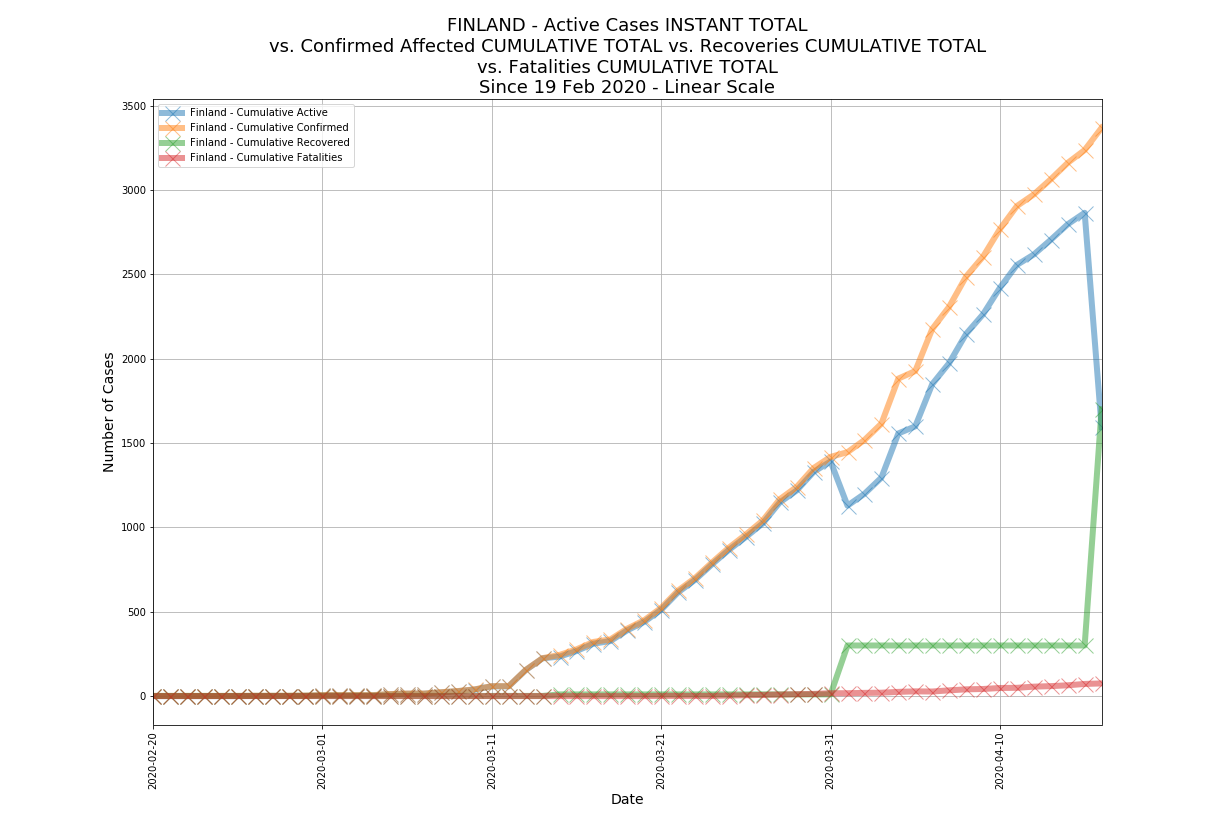 FINLAND - Active Cases INSTANT TOTAL
vs. Confirmed Affected CUMULATIVE TOTAL vs. Recoveries CUMULATIVE TOTAL
vs. Fatalities CUMULATIVE TOTAL
Since 19 Feb 2020 - Linear Scale
Finland - Cumulative Active
Finland - Cumulative Confirmed
Finland - Cumulative Recovered
Finland - Cumulative Fatalities
3500
3000
2500
2000
1500
1000
500
0
Number of Cases
2020-02-20
2020-03-01
2020-03-11
2020-03-21
2020-03-31
2020-04-10
Date